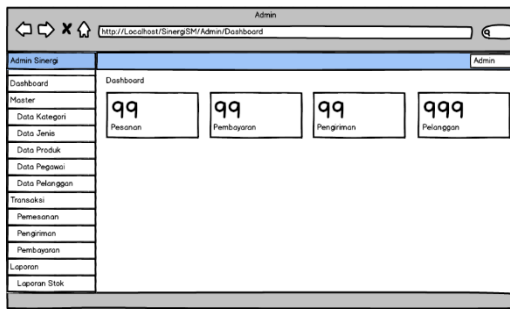 Admin
http://Localhost/SinergiSM/Admin/Dashboard
Admin Sinergi
Admin
Dashboard
Master
Data Kategori
Data Jenis
Data Produk
Data Pegawai
Data Pelanggan
Transaksi
Pemesanan
Pengiriman
Pembayaran
Laporan
Laporan Stok
Dashboard
99
Pesanan
99
Pembayaran
99
Pengiriman
999
Pelanggan